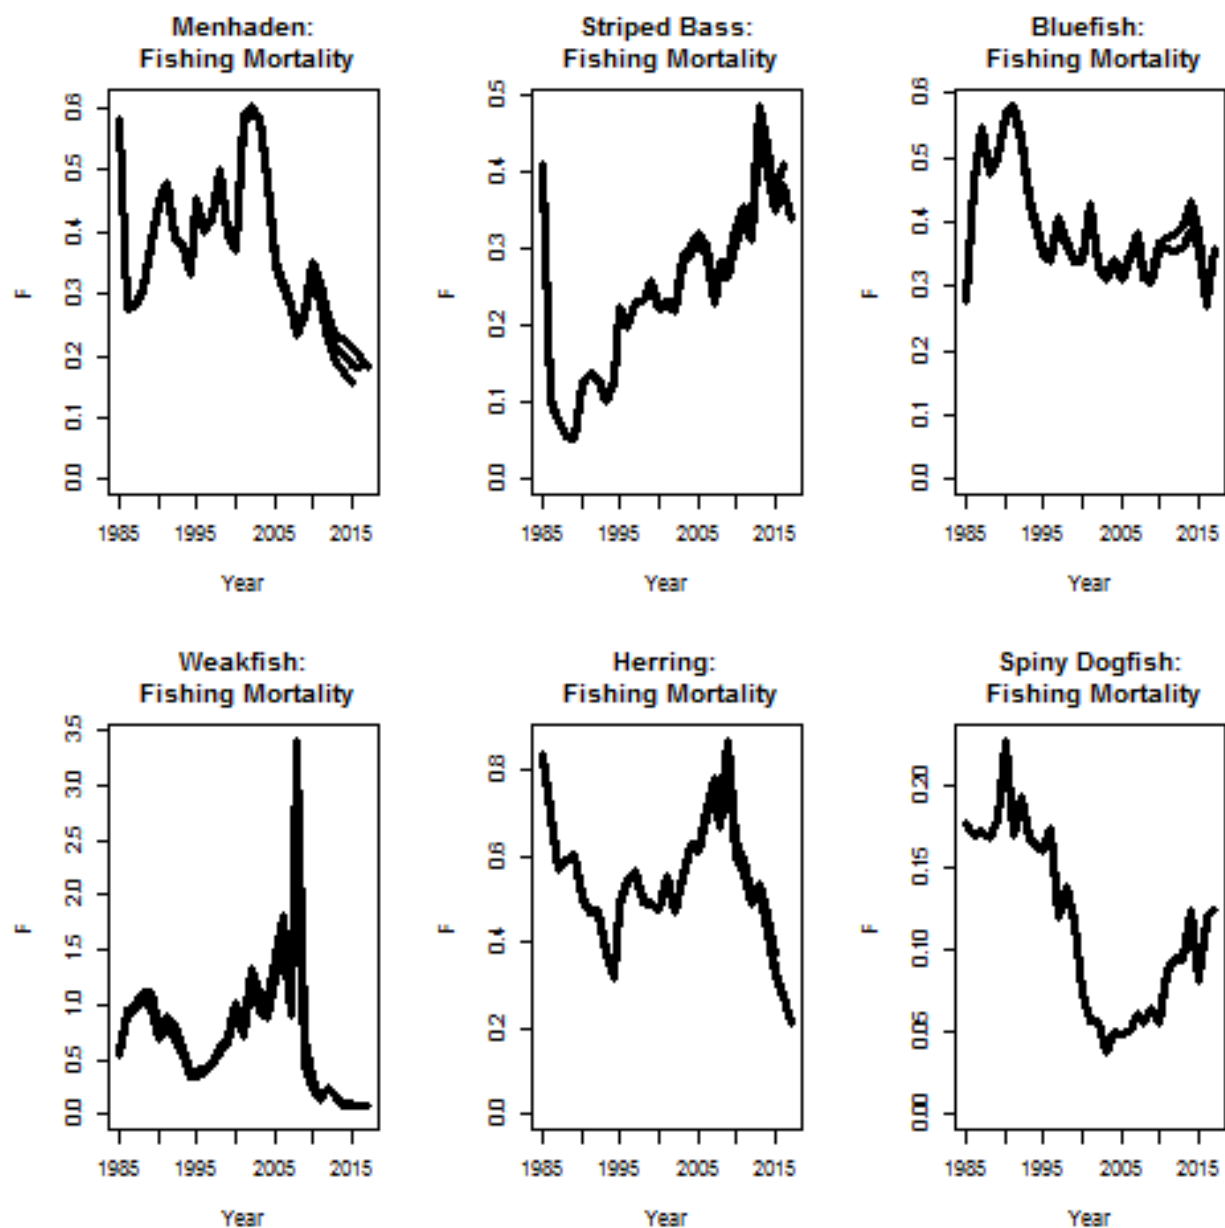 Menhaden:
Fishing Mortality
0.0 0.1 0.2 0.3 0.4 0.5 0.6
F
1985 1995 2005 2015
Year
Striped Bass:
Fishing Mortality
0.0 0.1 0.2 0.3 0.4 0.5
F
1985 1995 2005 2015
Year
Bluefish:
Fishing Mortality
0.0 0.1 0.2 0.3 0.4 0.5 0.6
F
1985 1995 2005 2015
Year
Weakfish:
Fishing Mortality
0.0 0.5 1.0 1.5 2.0 2.5 3.0 3.5
F
1985 1995 2005 2015
Year
Herring:
Fishing Mortality
0.0 0.2 0.4 0.6 0.8
F
1985 1995 2005 2015
Year
Spiny Dogfish:
Fishing Mortality
0.00 0.05 0.10 0.15 0.20
F
1985 1995 2005 2015
Year